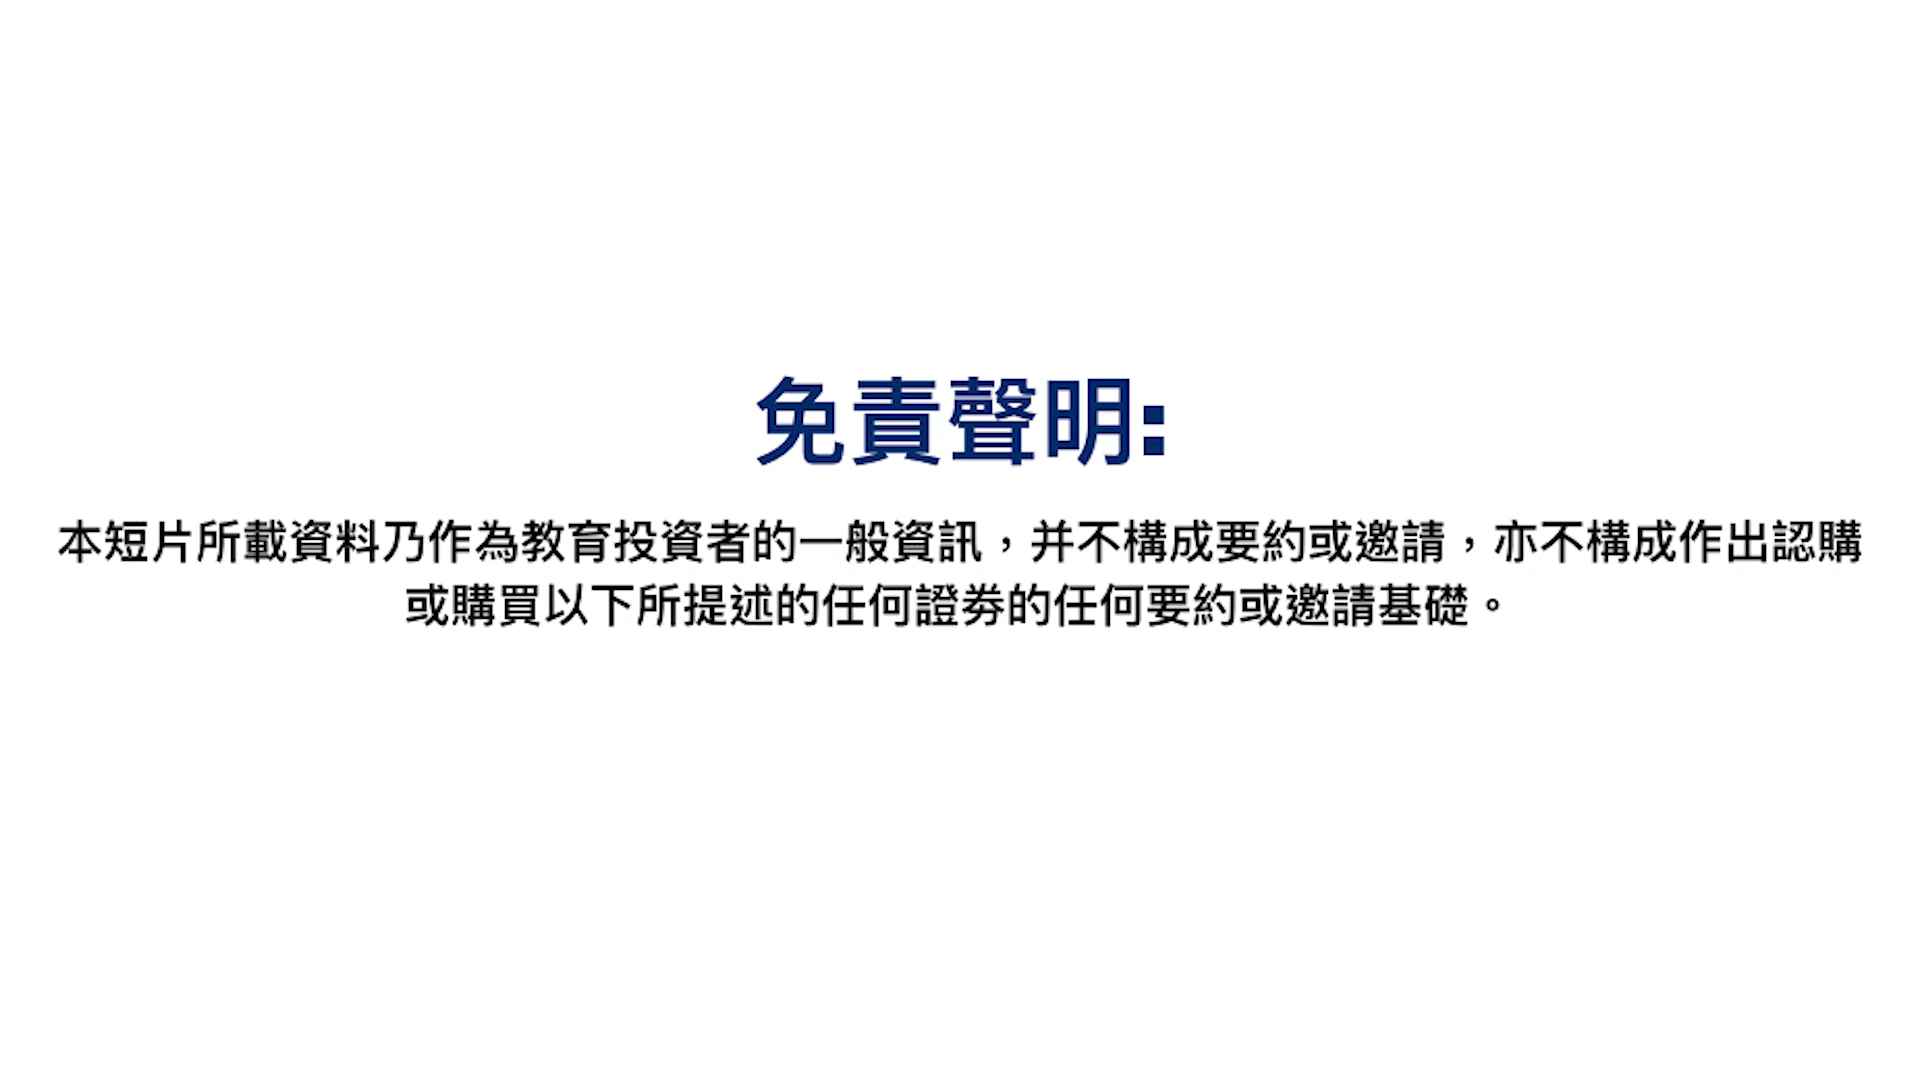 免責聲明:
本短片所載資料乃作為教育投資者的一般資訊，并不構成要約或邀請，亦不構成作出認購
或購買以下所提述的任何證券的任何要約或邀請基礎。